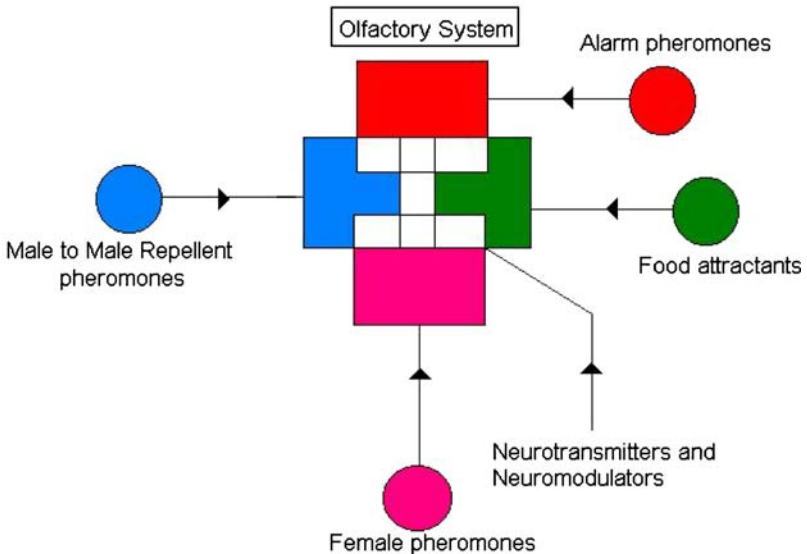 Olfactory System
Alarm pheromones
Male to Male Repellent
pheromones
Food attractants
Neurotransmitters and
Neuromodulators
Female pheromones